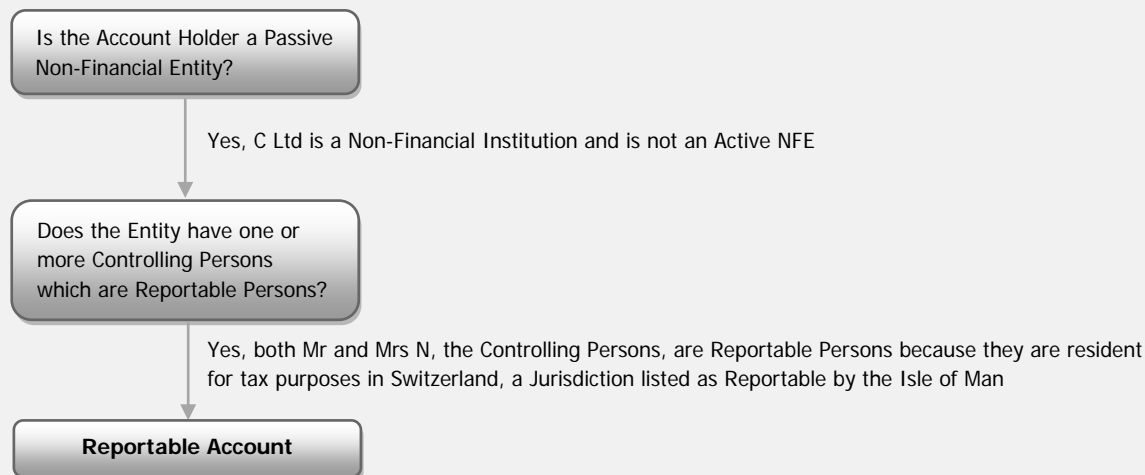 Is the Account Holder a Passive
Non-Financial Entity?
Yes, C Ltd is a Non-Financial Institution and is not an Active NFE
Does the Entity have one or
more Controlling Persons
which are Reportable Persons?
Yes, both Mr and Mrs N, the Controlling Persons, are Reportable Persons because they are resident
for tax purposes in Switzerland, a Jurisdiction listed as Reportable by the Isle of Man
Reportable Account